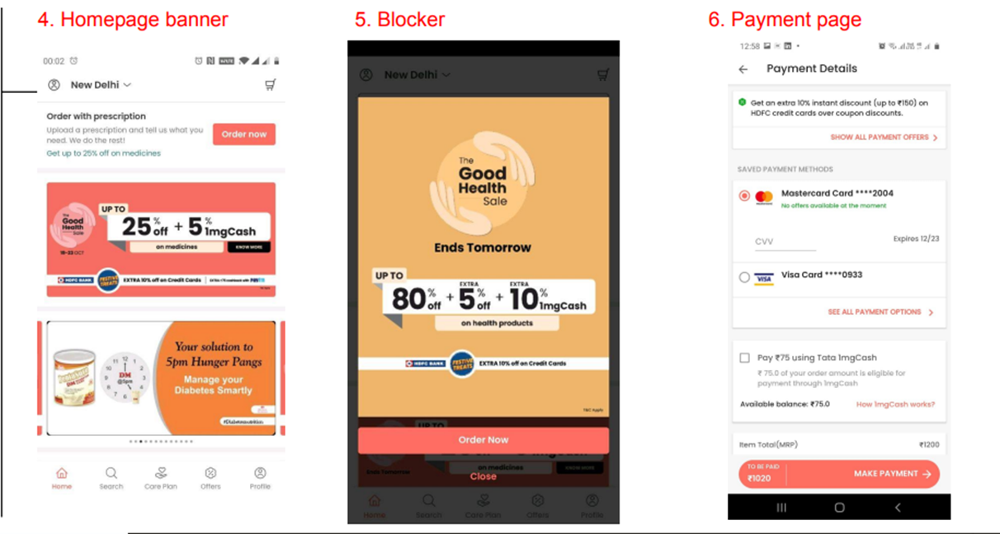 4. Homepage banner
00:02
New Delhi
Order with prescription
Upload a prescription and tell us what you
need. We do the rest!
Order now
Get up to 25% off on medicines
The
Good
Health
Sale
UP TO
25% off + 5% 1mgCash
on medicines
KNOW MORE
HDFC BANK
FESTIVE
TREATS
EXTRA 10% off on Credit Cards
Your solution to
5pm Hunger Pangs
Manage your
Diabetes Smartly
DM
@5pm
Home
Search
Care Plan
Offers
Profile
5. Blocker
New Delhi
The
Good
Health
Sale
Ends Tomorrow
UP TO
EXTRA
EXTRA
80% off + 5% off + 10% 1mgCash
on health products
HDFC BANK
FESTIVE
TREATS
EXTRA 10% off on Credit Cards
T&C Apply
Order Now
UP TO
Ends Tomorrow
on medicines
KNOW MORE
Close
Home
Search
Care Plan
Offers
Profile
6. Payment page
12:58
Payment Details
Get an extra 10% instant discount (up to ₹150) on
HDFC credit cards over coupon discounts.
SHOW ALL PAYMENT OFFERS
SAVED PAYMENT METHODS
Mastercard Card ****2004
No offers available at the moment
CVV
Expires 12/23
VISA
Visa Card ****0933
SEE ALL PAYMENT OPTIONS
Pay ₹75 using Tata 1mgCash
₹ 75.0 of your order amount is eligible for
payment through 1mgCash
Available balance: ₹75.0
How 1mgCash works?
Item Total(MRP)
₹1200
TO BE PAID
₹1020
MAKE PAYMENT